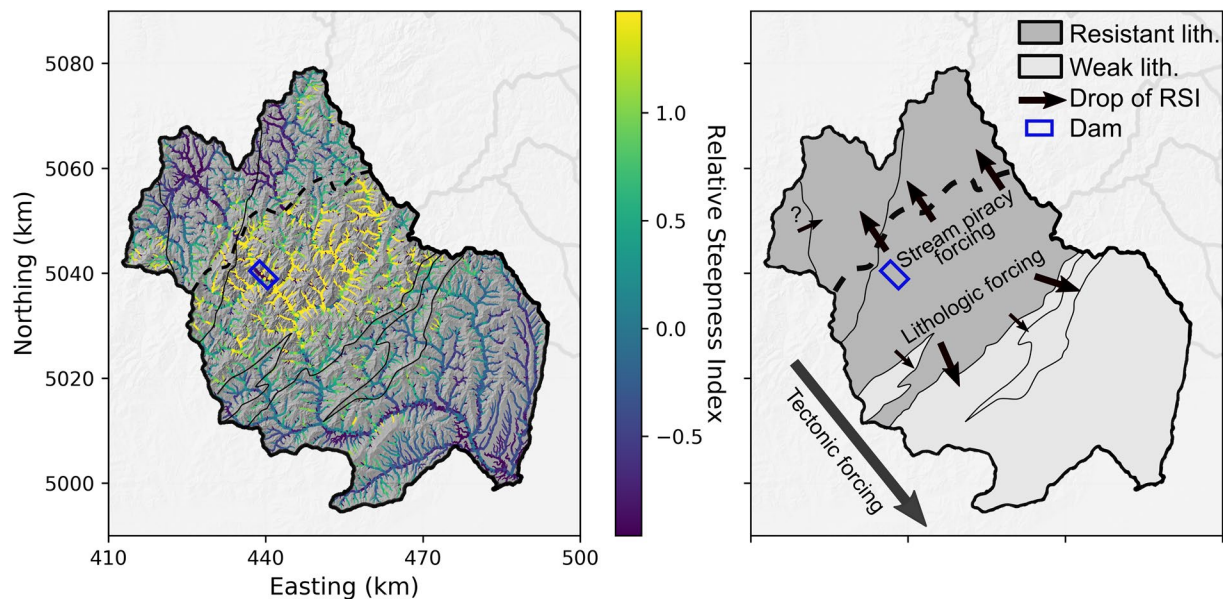 5080
5060
5040
5020
5000
Northing (km)
410
440
470
500
Easting (km)
1.0
0.5
0.0
−0.5
Relative Steepness Index
Resistant lith.
Weak lith.
Drop of RSI
Dam
?
Stream piracy
forcing
Lithologic forcing
Tectonic forcing